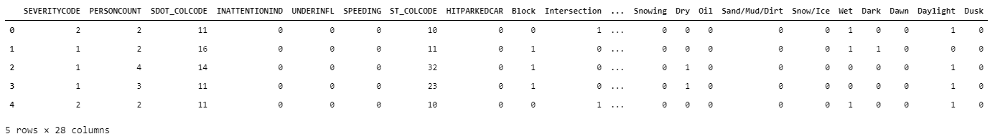 SEVERITYCODE PERSONCOUNT SDOT_COLCODE INATTENTIONIND UNDERINFL SPEEDING ST_COLCODE HITPARKEDCAR Block Intersection ... Snowing Dry Oil Sand/Mud/Dirt Snow/Ice Wet Dark Dawn Daylight Dusk
0 2 2 11 0 0 0 10 0 0 1 ... 0 0 0 0 0 1 0 0 1 0
1 1 2 16 0 0 0 11 0 1 0 ... 0 0 0 0 0 1 1 0 0 0
2 1 4 14 0 0 0 32 0 1 0 ... 0 1 0 0 0 0 0 0 1 0
3 1 3 11 0 0 0 23 0 1 0 ... 0 1 0 0 0 0 0 0 1 0
4 2 2 11 0 0 0 10 0 0 1 ... 0 0 0 0 0 1 0 0 1 0
5 rows × 28 columns